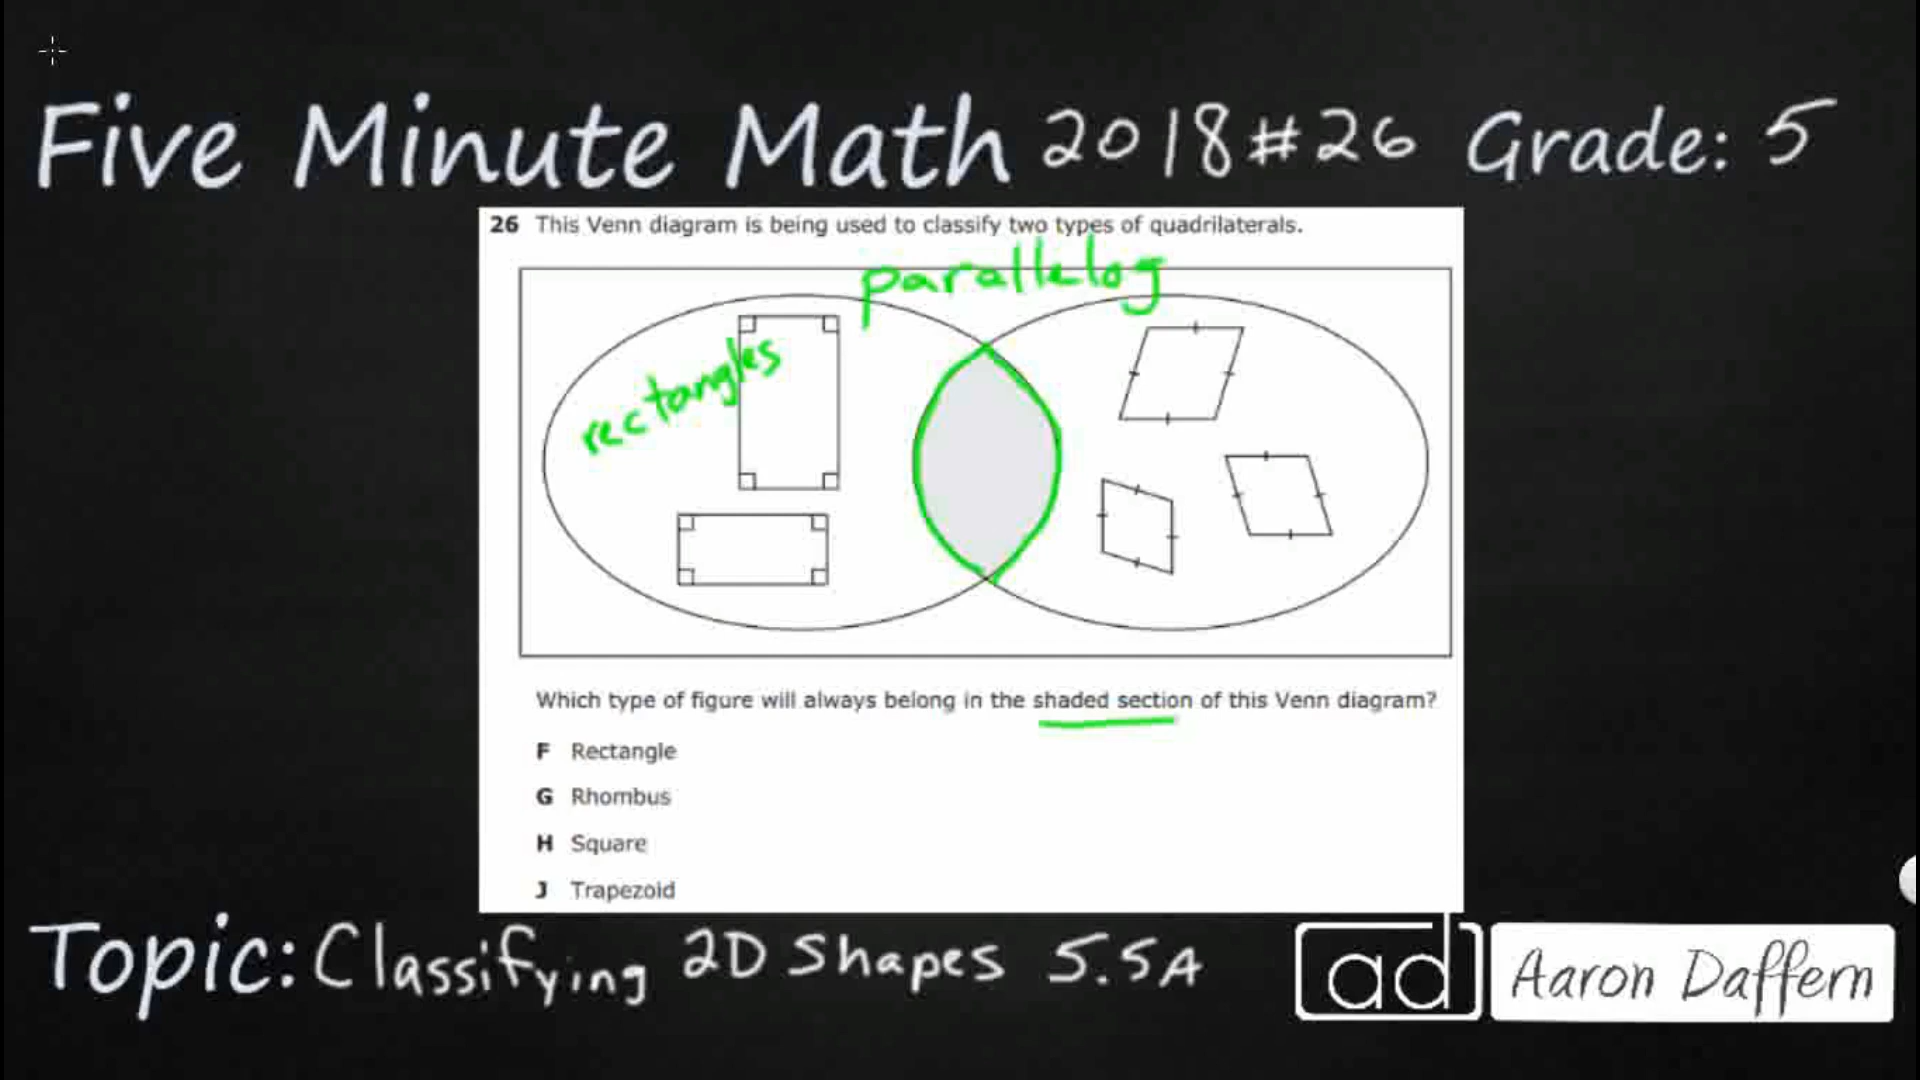 Five Minute Math 2018#26 Grade: 5
26 This Venn diagram is being used to classify two types of quadrilaterals.
parallelog
rectangles
Which type of figure will always belong in the shaded section of this Venn diagram?
F Rectangle
G Rhombus
H Square
J Trapezoid
Topic: Classifying 2D Shapes 5.5A
ad Aaron Daffern